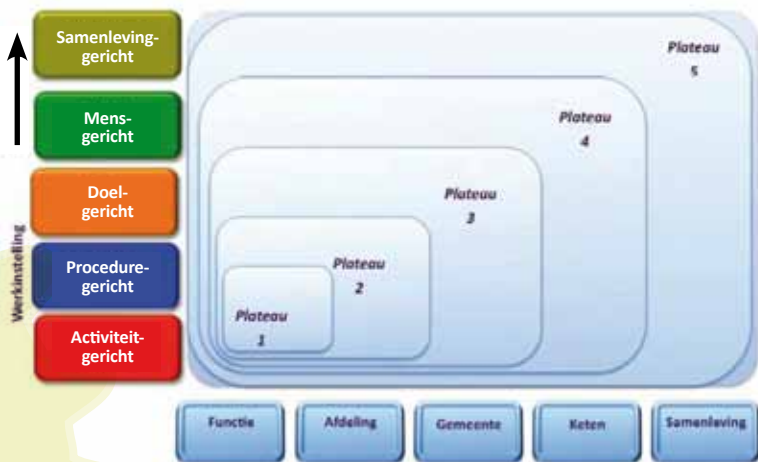 Samenleving-
gericht
Mens-
gericht
Doel-
gericht
Procedure-
gericht
Activiteit-
gericht
Werkinstelling
Plateau
5
Plateau
4
Plateau
3
Plateau
2
Plateau
1
Functie
Afdeling
Gemeente
Keten
Samenleving